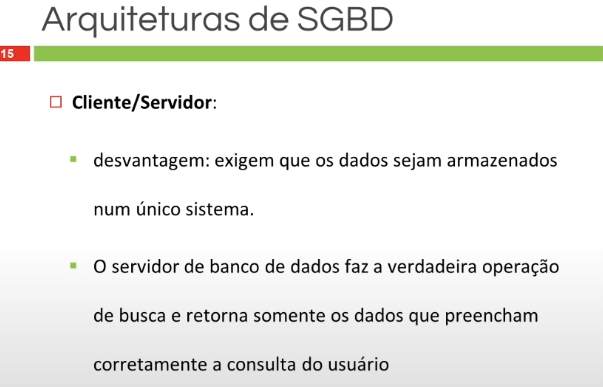 Arquiteturas de SGBD
15
Cliente/Servidor:
desvantagem: exigem que os dados sejam armazenados
num único sistema.
O servidor de banco de dados faz a verdadeira operação
de busca e retorna somente os dados que preencham
corretamente a consulta do usuário